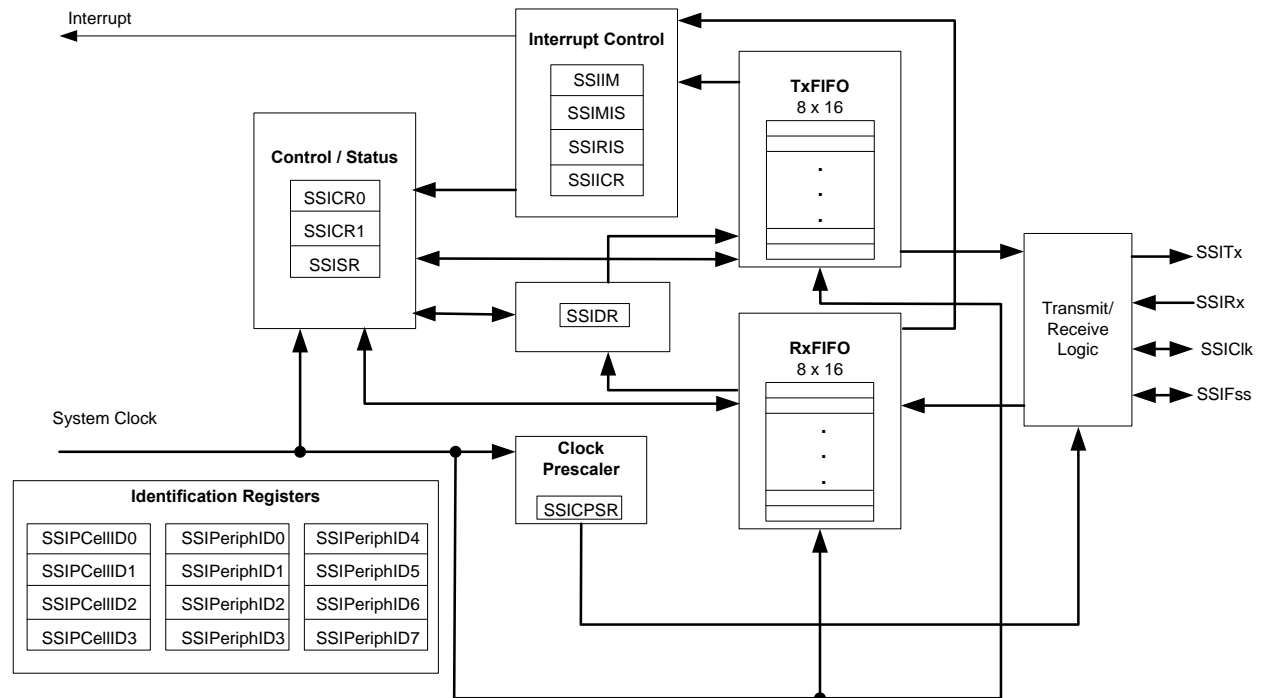 Interrupt
Interrupt Control
SSIIM
SSIMIS
SSIRIS
SSIICR
TxFIFO
8 x 16
.
.
.
Control / Status
SSICR0
SSICR1
SSISR
SSIDR
RxFIFO
8 x 16
.
.
.
Transmit/
Receive
Logic
SSITx
SSIRx
SSIClk
SSIFss
System Clock
Clock
Prescaler
SSICPSR
Identification Registers
SSIPCellID0
SSIPeriphID0
SSIPeriphID4
SSIPCellID1
SSIPeriphID1
SSIPeriphID5
SSIPCellID2
SSIPeriphID2
SSIPeriphID6
SSIPCellID3
SSIPeriphID3
SSIPeriphID7